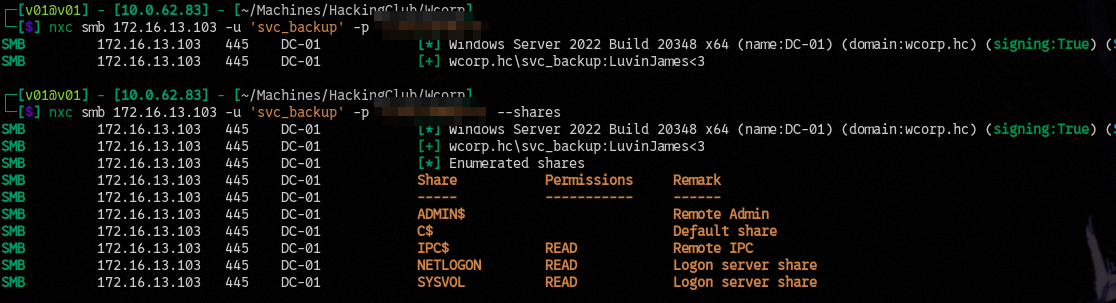 [v01@v01] - [10.0.62.83] - [~/Machines/HackingClub/Wcorp]
[$] nxc smb 172.16.13.103 -u 'svc_backup' -p
SMB 172.16.13.103 445 DC-01 [*] Windows Server 2022 Build 20348 x64 (name:DC-01) (domain:wcorp.hc) (signing:True) (
SMB 172.16.13.103 445 DC-01 [+] wcorp.hc\svc_backup:LuvinJames<3
[v01@v01] - [10.0.62.83] - [~/Machines/HackingClub/Wcorp]
[$] nxc smb 172.16.13.103 -u 'svc_backup' -p --shares
SMB 172.16.13.103 445 DC-01 [*] Windows Server 2022 Build 20348 x64 (name:DC-01) (domain:wcorp.hc) (signing:True) (
SMB 172.16.13.103 445 DC-01 [+] wcorp.hc\svc_backup:LuvinJames<3
SMB 172.16.13.103 445 DC-01 [*] Enumerated shares
SMB 172.16.13.103 445 DC-01 Share Permissions Remark
SMB 172.16.13.103 445 DC-01 ----- ----------- ------
SMB 172.16.13.103 445 DC-01 ADMIN$ Remote Admin
SMB 172.16.13.103 445 DC-01 C$ Default share
SMB 172.16.13.103 445 DC-01 IPC$ READ Remote IPC
SMB 172.16.13.103 445 DC-01 NETLOGON READ Logon server share
SMB 172.16.13.103 445 DC-01 SYSVOL READ Logon server share